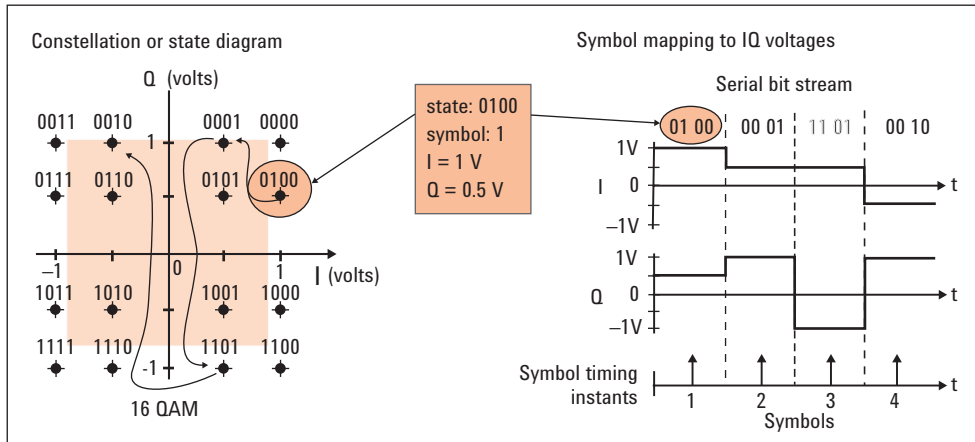 Constellation or state diagram
Q (volts)
0011 0010 0001 0000
1
0111 0110 0101 0100
–1 0 1 I (volts)
1011 1010 1001 1000
1111 1110 1101 1100
-1
16 QAM
state: 0100
symbol: 1
I = 1 V
Q = 0.5 V
Symbol mapping to IQ voltages
Serial bit stream
01 00 00 01 11 01 00 10
1V
I 0 t
–1V
1V
Q 0 t
–1V
Symbol timing
instants
t
1 2 3 4
Symbols